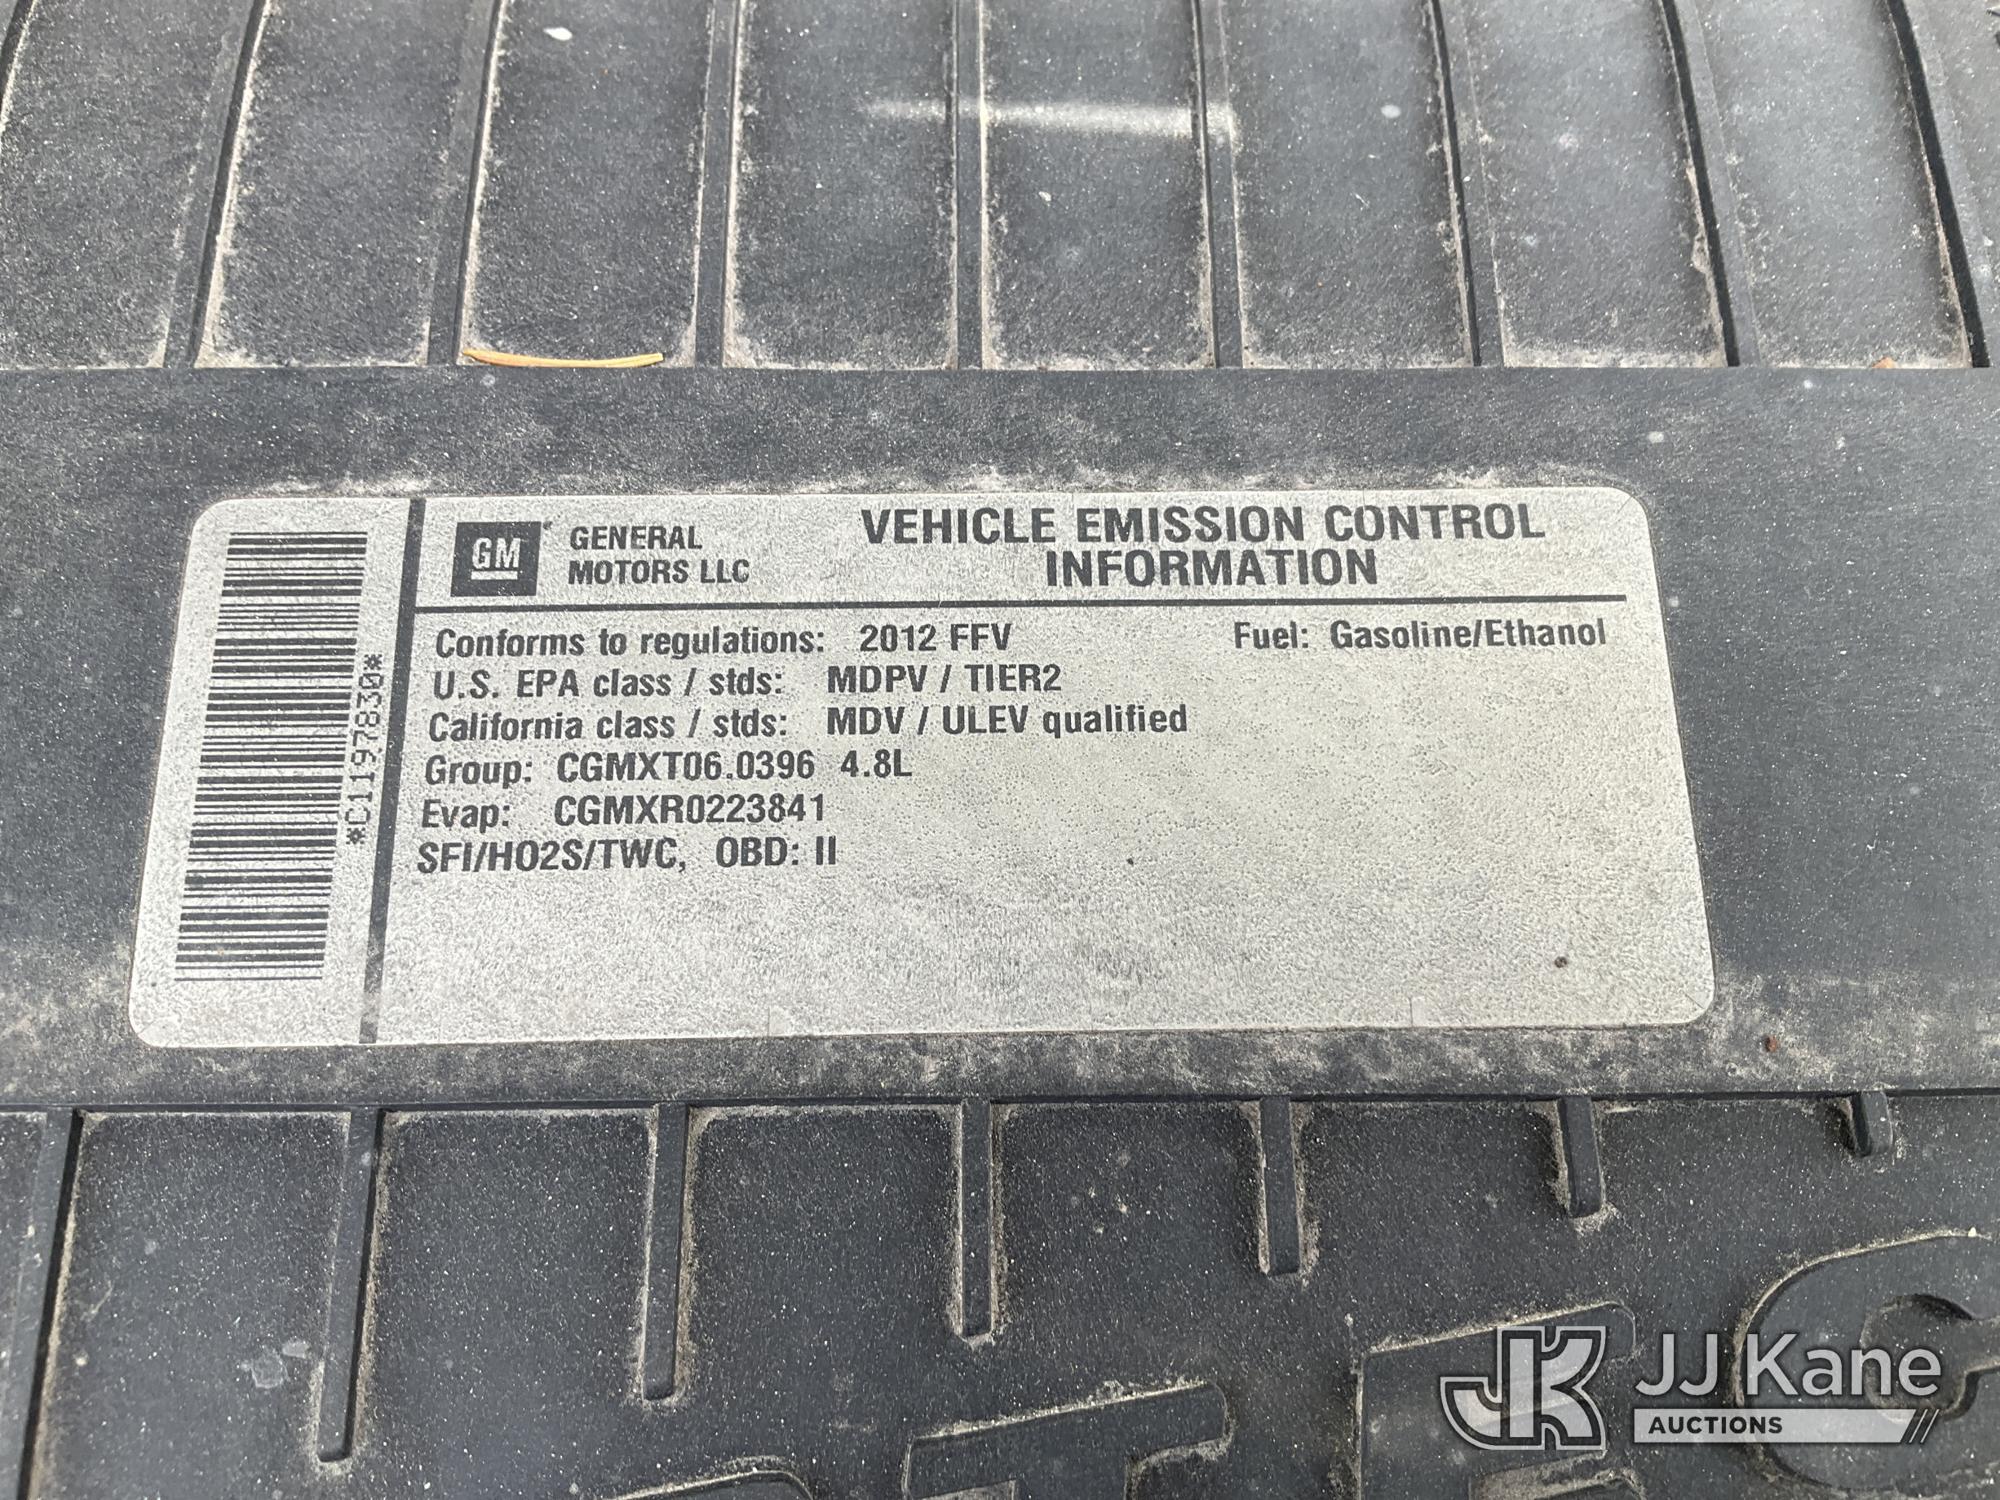 GM
GENERAL
MOTORS LLC
VEHICLE EMISSION CONTROL
INFORMATION
Conforms to regulations: 2012 FFV Fuel: Gasoline/Ethanol
U.S. EPA class / stds: MDPV / TIER2
California class / stds: MDV / ULEV qualified
Group: CGMXT06.0396 4.8L
Evap: CGMXR0223841
SFI/HO2S/TWC, OBD: II
*C11978830*
JK JJ Kane
AUCTIONS